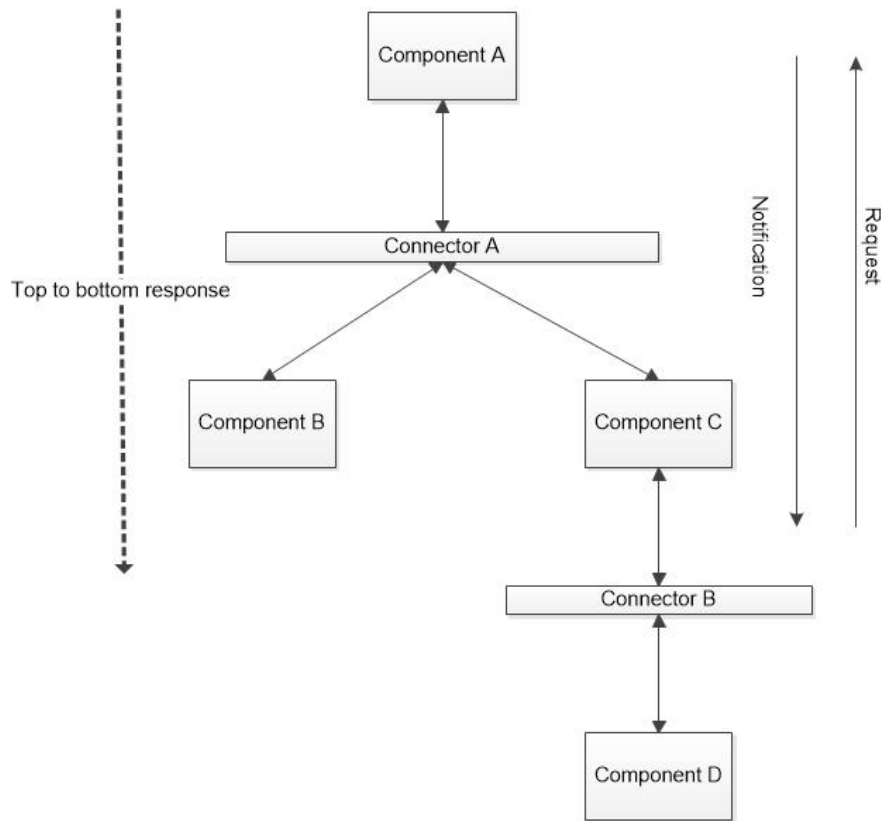 Component A
Connector A
Top to bottom response
Notification
Request
Component B
Component C
Connector B
Component D